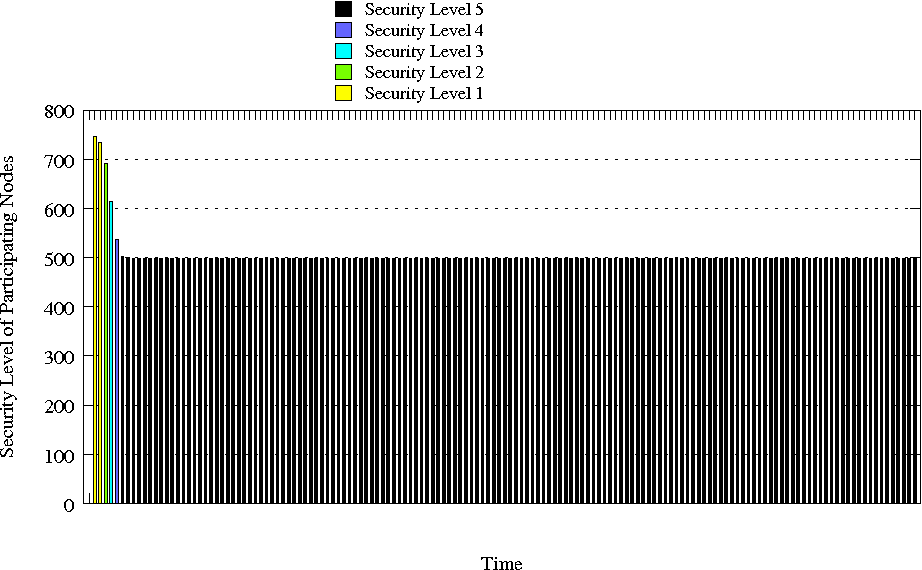 Security Level 5
Security Level 4
Security Level 3
Security Level 2
Security Level 1
800
700
600
500
400
300
200
100
0
Security Level of Participating Nodes
Time